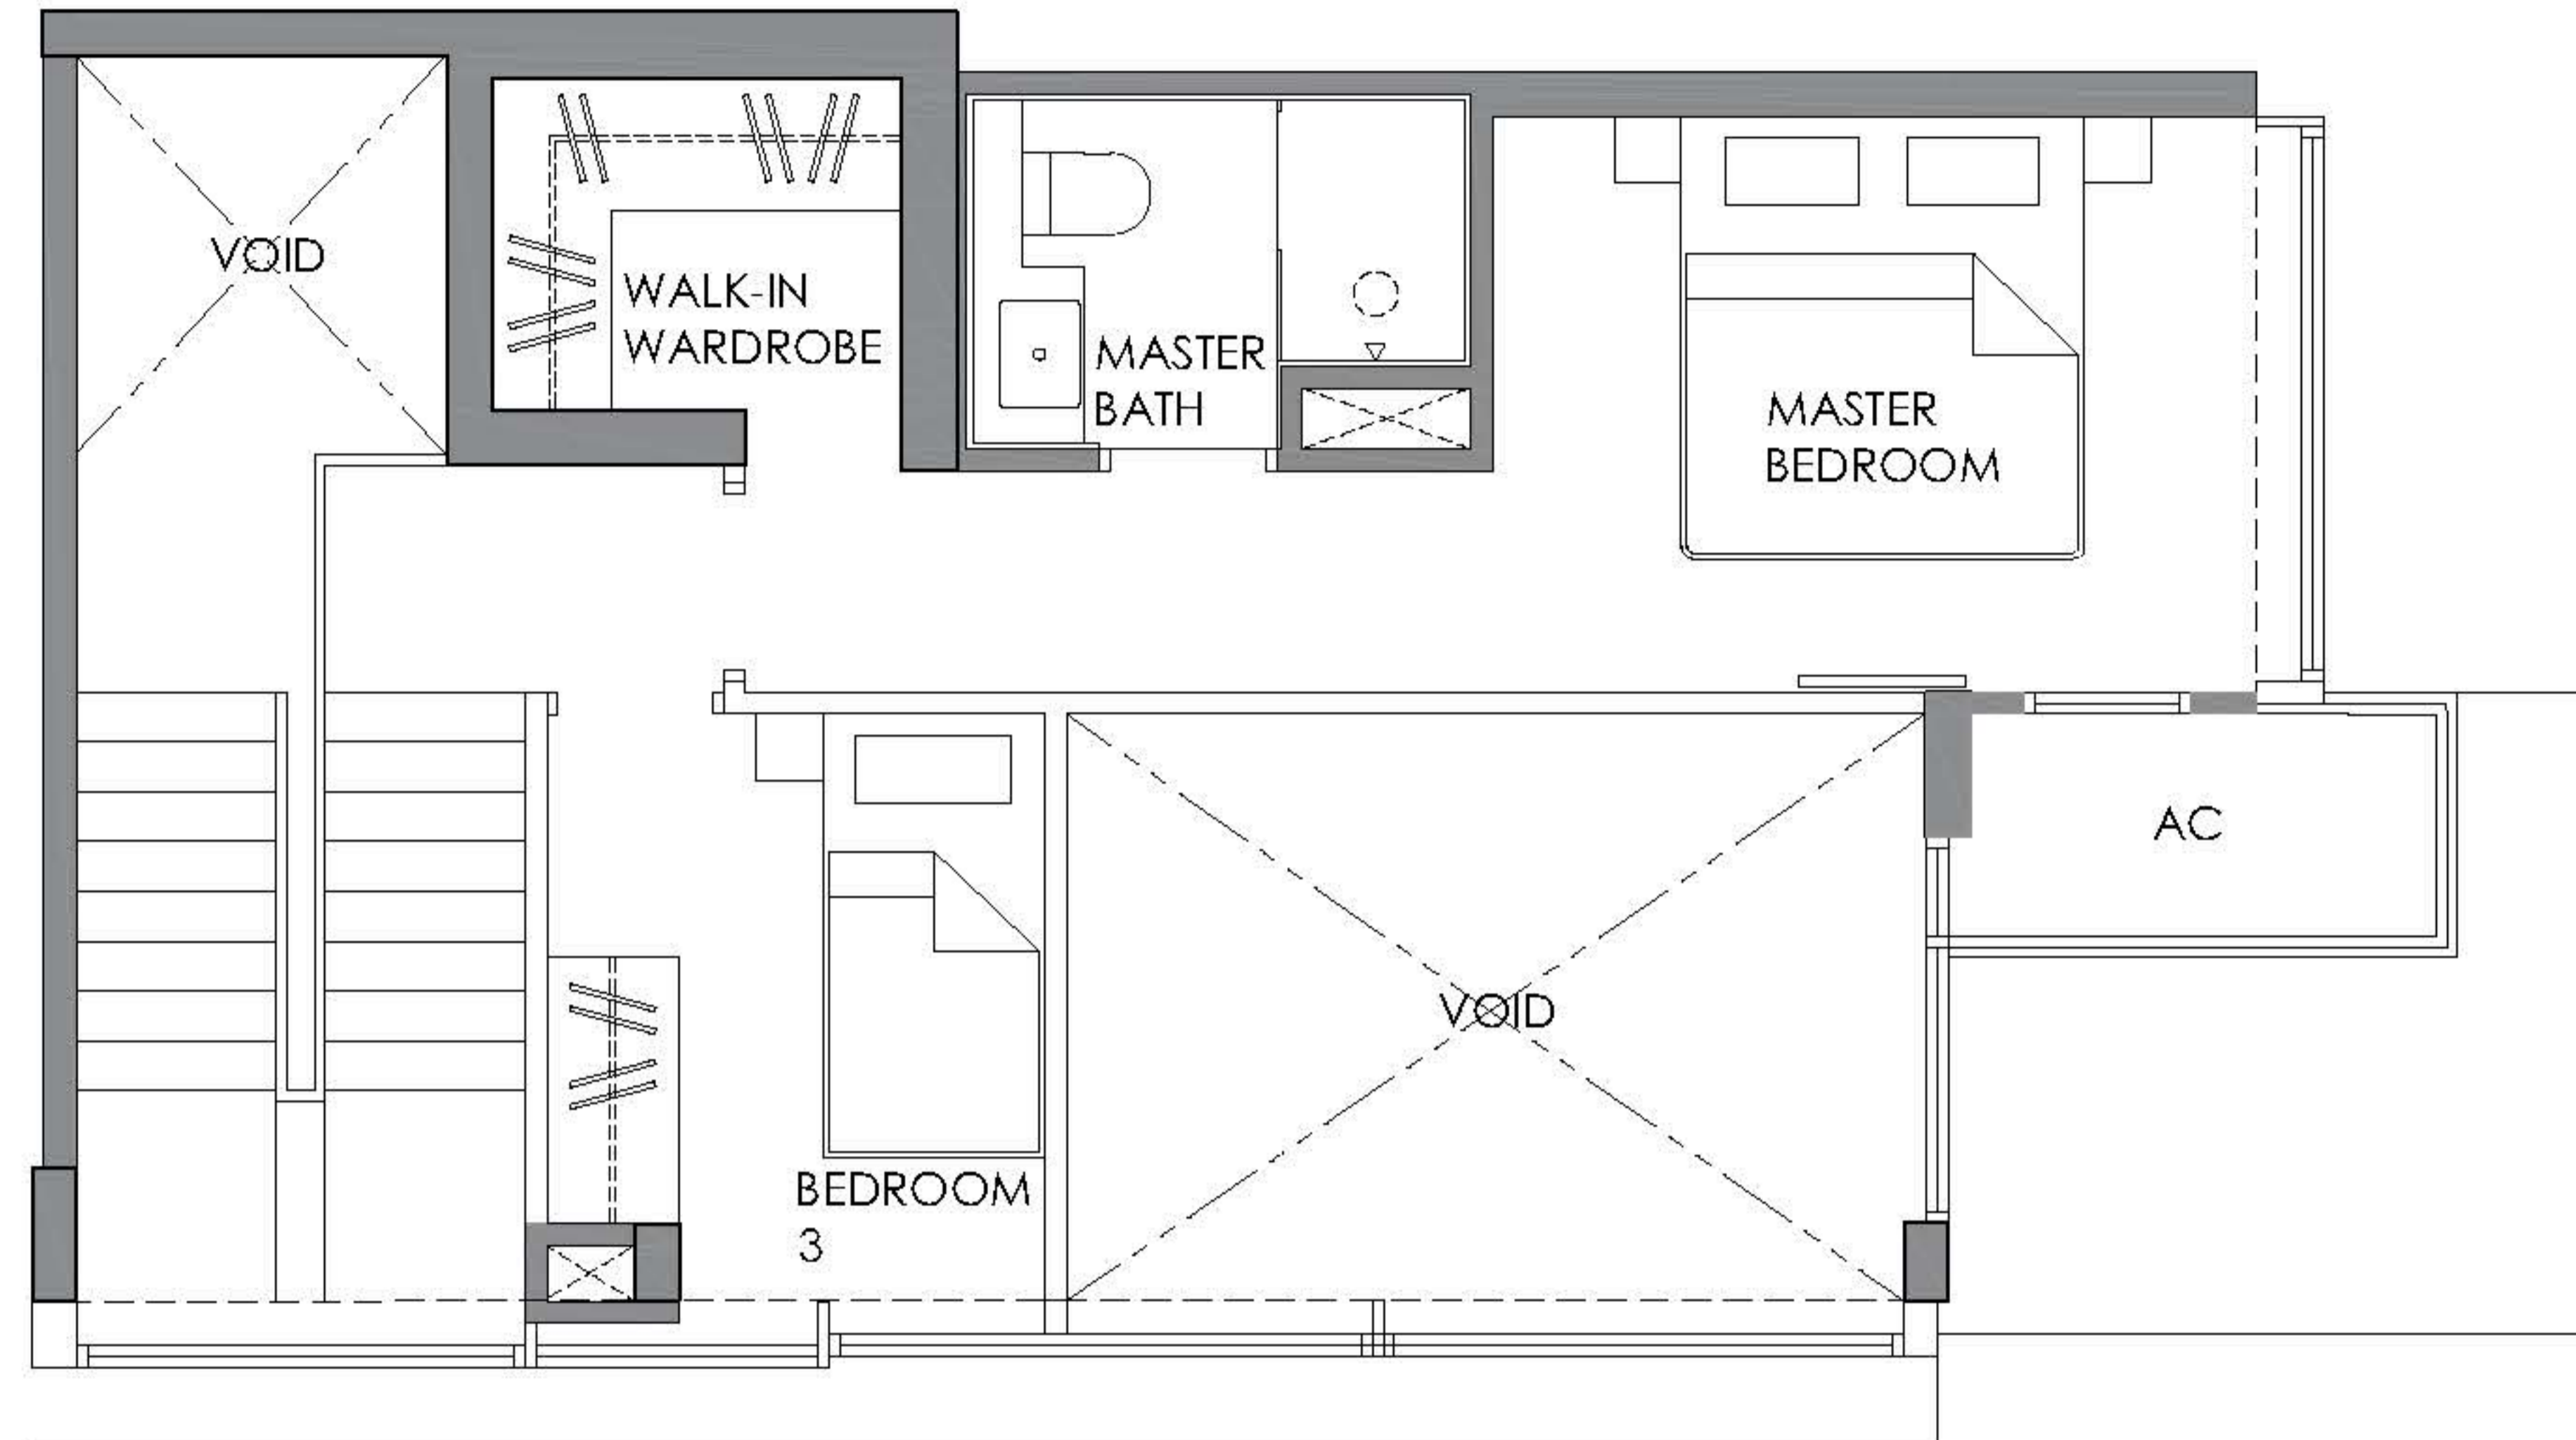 VOID
WALK-IN
WARDROBE
MASTER
BATH
MASTER
BEDROOM
AC
VOID
BEDROOM
3